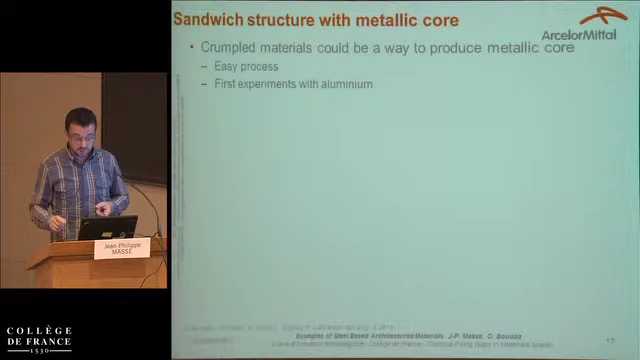 Sandwich structure with metallic core
ArcelorMittal
• Crumpled materials could be a way to produce metallic core
– Easy process
– First experiments with aluminium
Jean-Philippe
MASSE
COLLÈGE
DE FRANCE
1530
Examples of Steel Based Architectured Materials J-P. Masse, O. Bouaziz
17